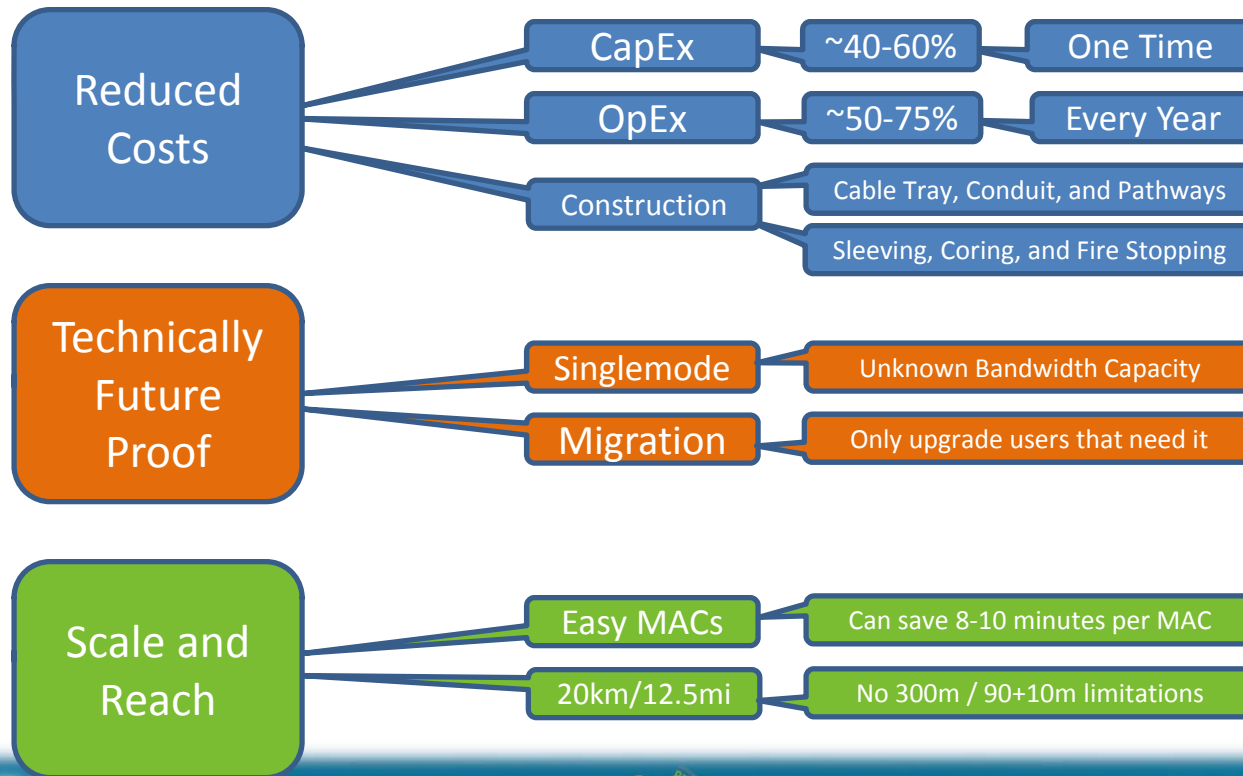 Reduced
Costs
CapEx
~40-60%
One Time
OpEx
~50-75%
Every Year
Construction
Cable Tray, Conduit, and Pathways
Sleeving, Coring, and Fire Stopping
Technically
Future
Proof
Singlemode
Unknown Bandwidth Capacity
Migration
Only upgrade users that need it
Scale and
Reach
Easy MACs
Can save 8-10 minutes per MAC
20km/12.5mi
No 300m / 90+10m limitations